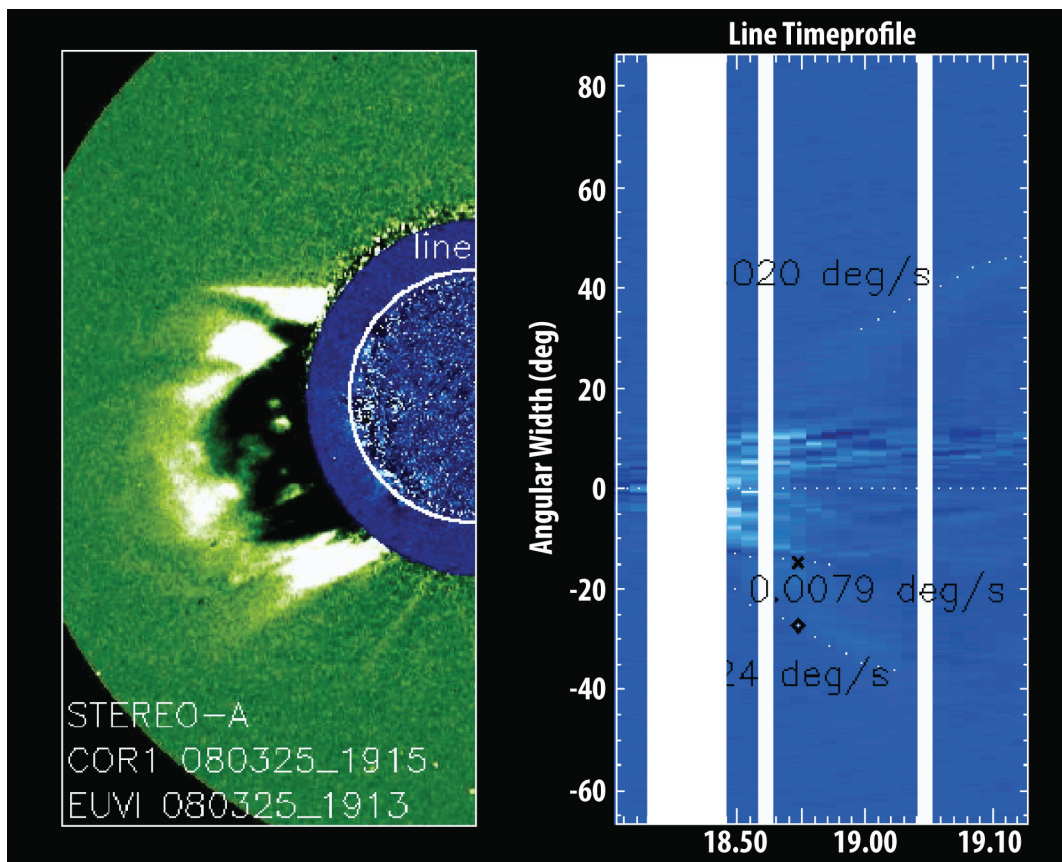 line
STEREO-A
COR1 080325_1915
EUVI 080325_1913
Line Timeprofile
Angular Width (deg)
80
60
40
20
0
-20
-40
-60
.020 deg/s
0.0079 deg/s
24 deg/s
18.50 19.00 19.10